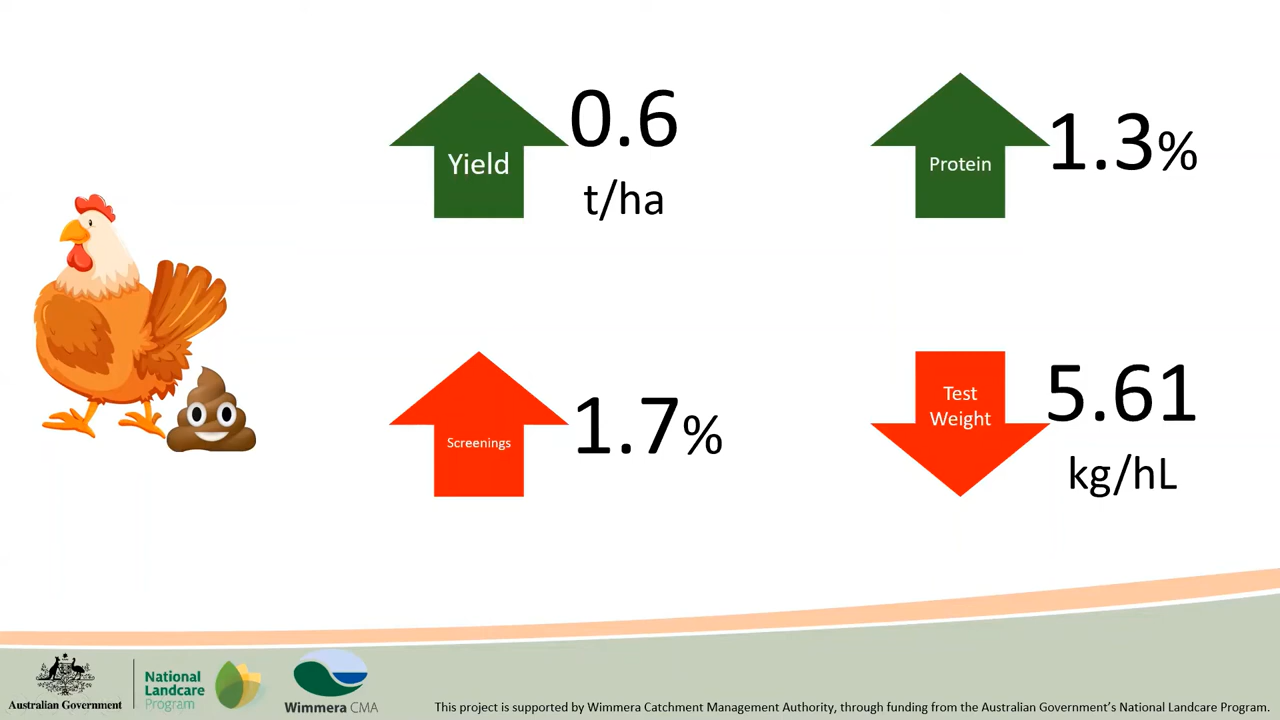 Yield
0.6
t/ha
Protein
1.3%
Screenings
1.7%
Test
Weight
5.61
kg/hL
Australian Government
National
Landcare
Program
Wimmera CMA
This project is supported by Wimmera Catchment Management Authority, through funding from the Australian Government’s National Landcare Program.